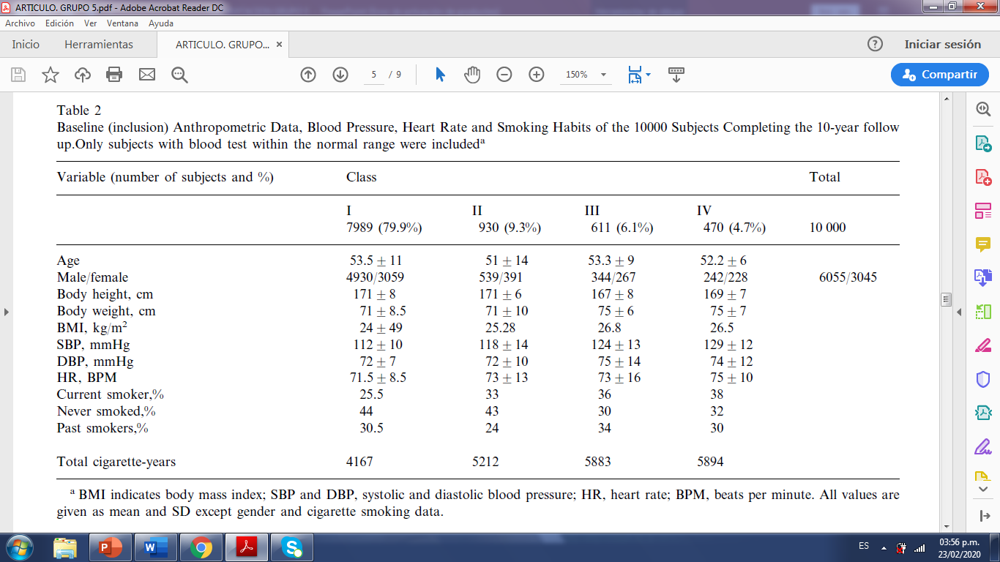 ARTICULO. GRUPO 5.pdf - Adobe Acrobat Reader DC
Archivo Edición Ver Ventana Ayuda
Inicio Herramientas ARTICULO. GRUPO... × ? Iniciar sesión
5 / 9 150% Compartir
Table 2
Baseline (inclusion) Anthropometric Data, Blood Pressure, Heart Rate and Smoking Habits of the 10000 Subjects Completing the 10-year follow
up.Only subjects with blood test within the normal range were includedᵃ
Variable (number of subjects and %) Class Total
I II III IV
7989 (79.9%) 930 (9.3%) 611 (6.1%) 470 (4.7%) 10 000
Age 53.5 ± 11 51 ± 14 53.3 ± 9 52.2 ± 6
Male/female 4930/3059 539/391 344/267 242/228 6055/3045
Body height, cm 171 ± 8 171 ± 6 167 ± 8 169 ± 7
Body weight, cm 71 ± 8.5 71 ± 10 75 ± 6 75 ± 7
BMI, kg/m² 24 ± 49 25.28 26.8 26.5
SBP, mmHg 112 ± 10 118 ± 14 124 ± 13 129 ± 12
DBP, mmHg 72 ± 7 72 ± 10 75 ± 14 74 ± 12
HR, BPM 71.5 ± 8.5 73 ± 13 73 ± 16 75 ± 10
Current smoker,% 25.5 33 36 38
Never smoked,% 44 43 30 32
Past smokers,% 30.5 24 34 30
Total cigarette-years 4167 5212 5883 5894
ᵃ BMI indicates body mass index; SBP and DBP, systolic and diastolic blood pressure; HR, heart rate; BPM, beats per minute. All values are
given as mean and SD except gender and cigarette smoking data.
ES 03:56 p.m.
23/02/2020